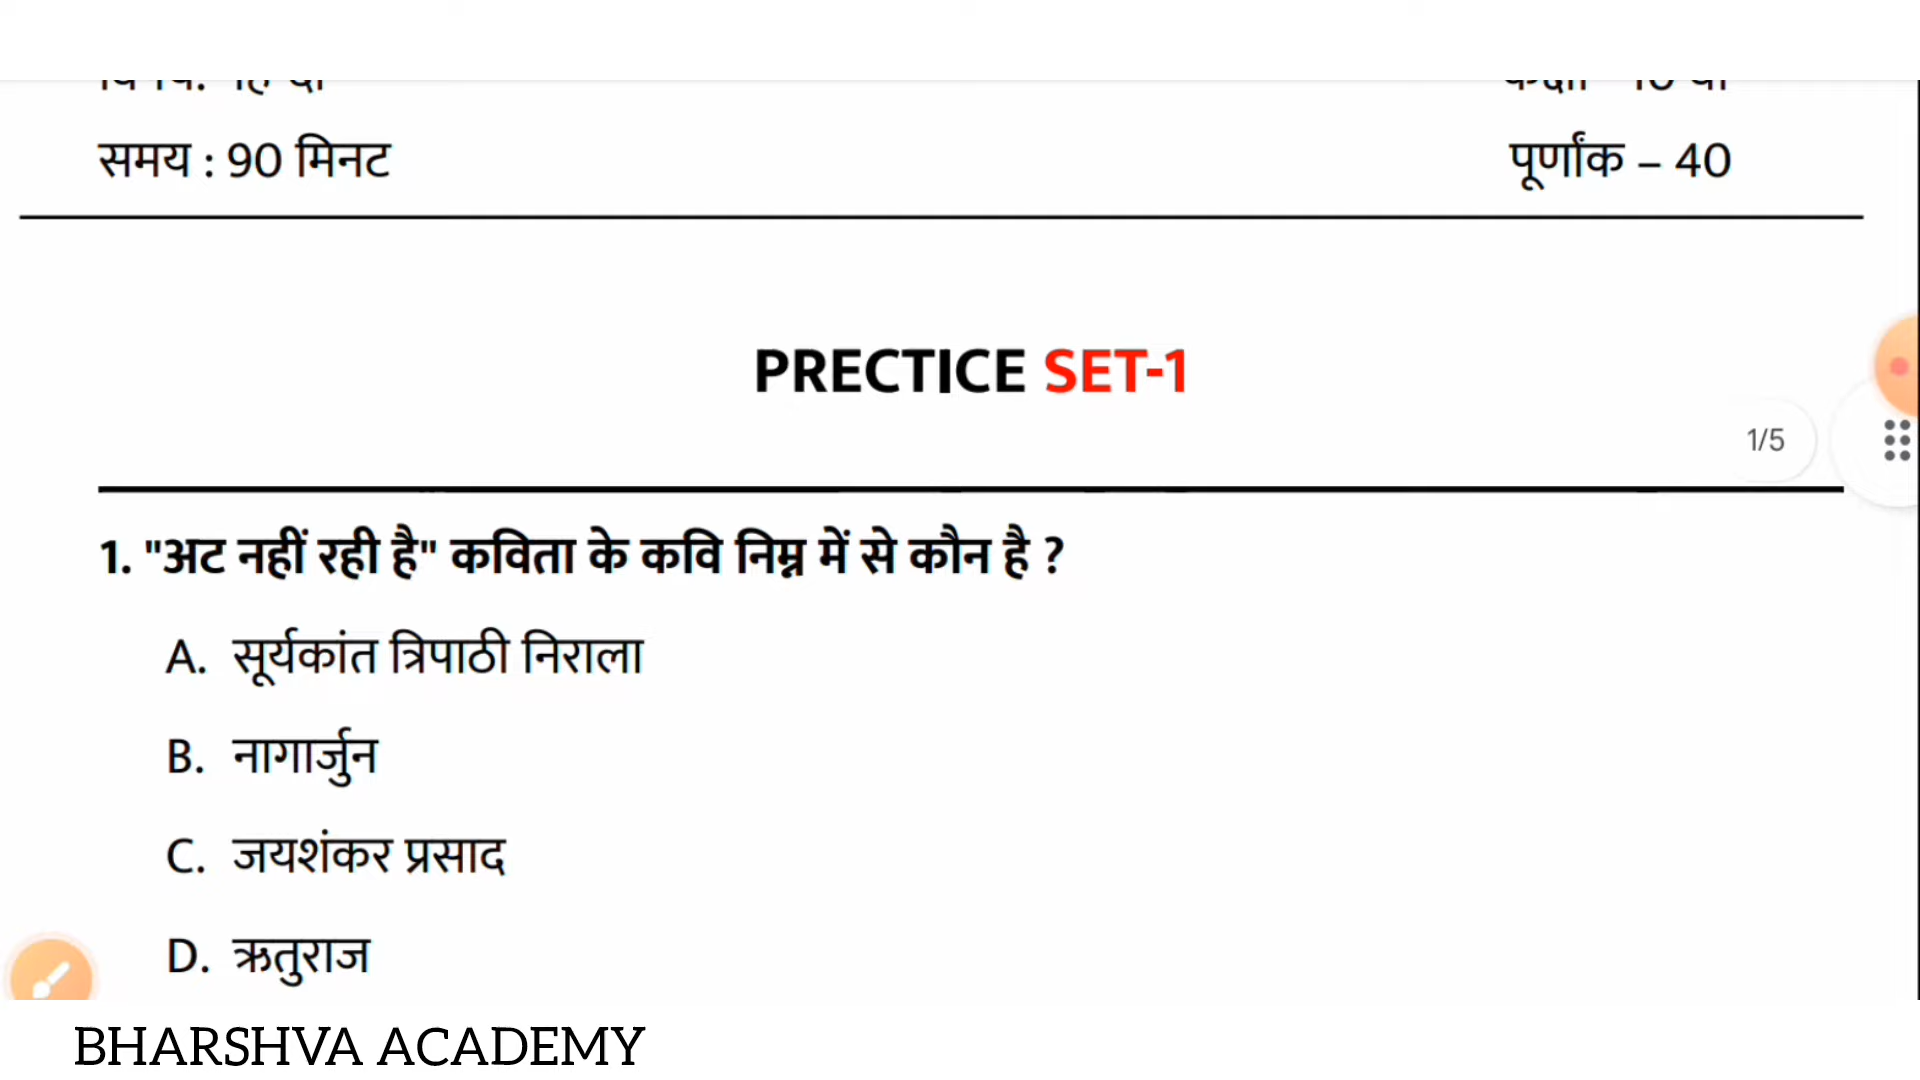 समय : 90 मिनट
पूर्णांक – 40
PRECTICE SET-1
1/5
1. "अट नहीं रही है" कविता के कवि निम्न में से कौन है ?
A. सूर्यकांत त्रिपाठी निराला
B. नागार्जुन
C. जयशंकर प्रसाद
D. ऋतुराज
BHARSHVA ACADEMY